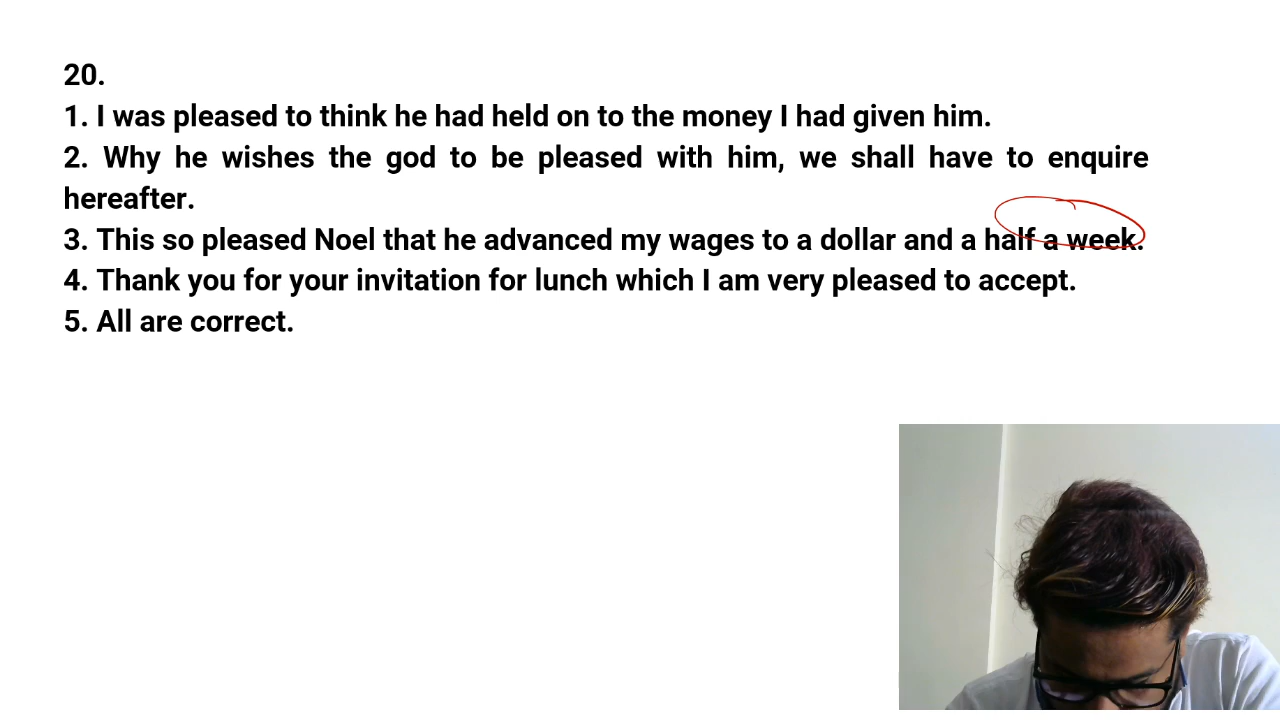 20.
1. I was pleased to think he had held on to the money I had given him.
2. Why he wishes the god to be pleased with him, we shall have to enquire
hereafter.
3. This so pleased Noel that he advanced my wages to a dollar and a half a week.
4. Thank you for your invitation for lunch which I am very pleased to accept.
5. All are correct.